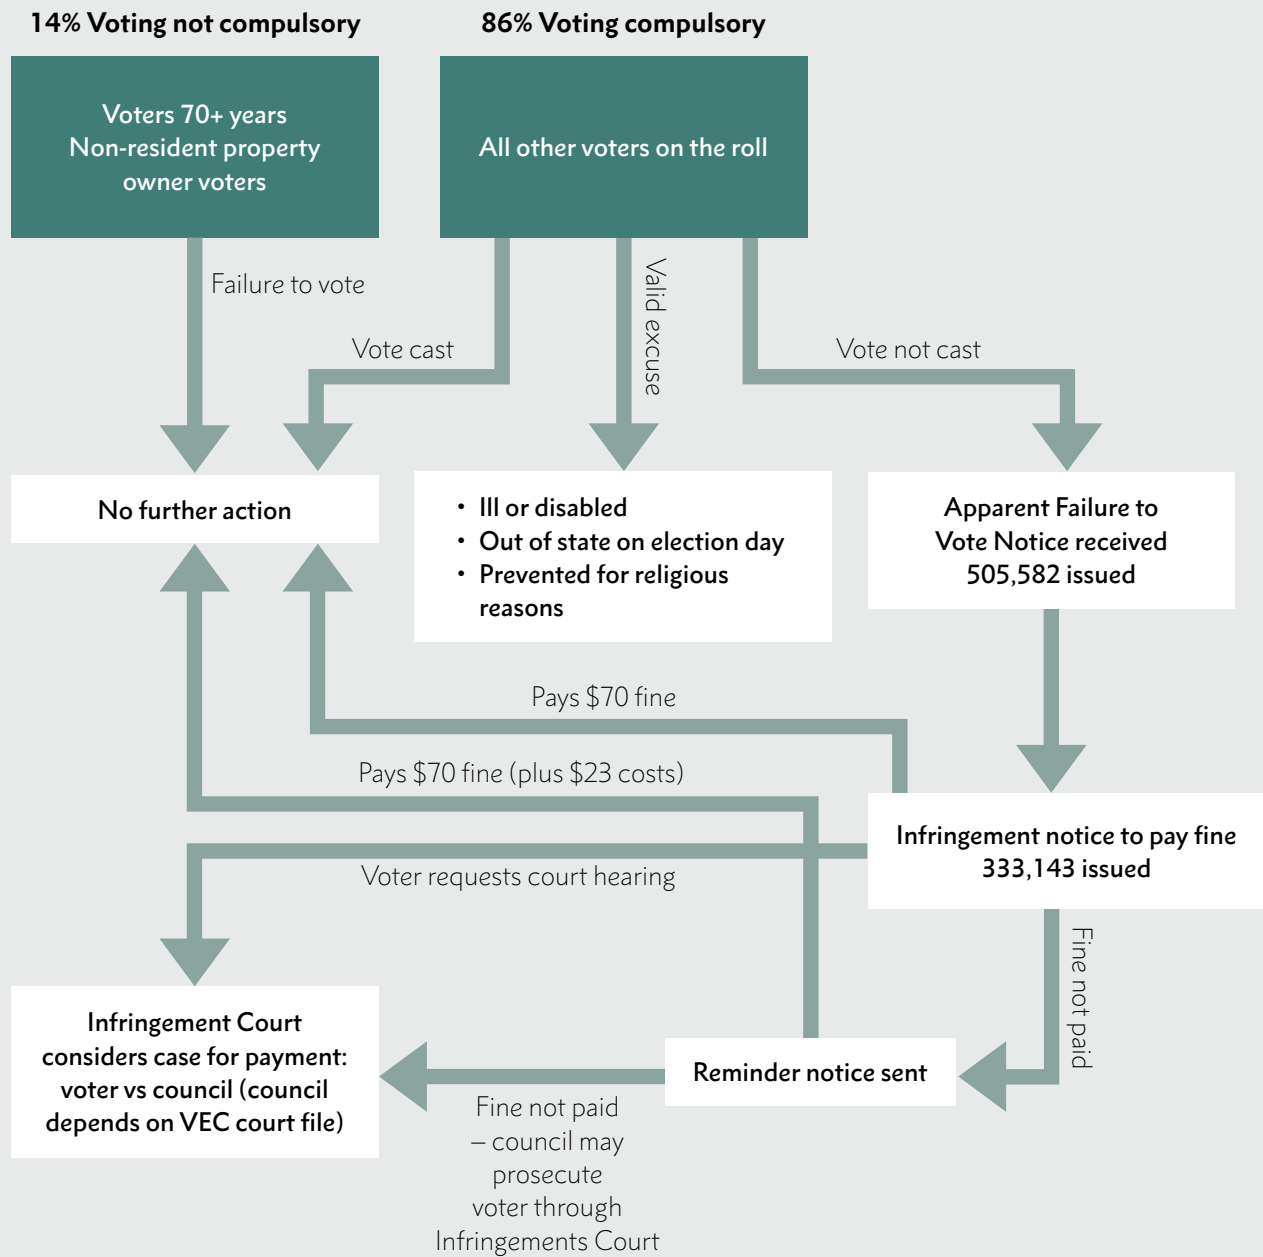 14% Voting not compulsory
86% Voting compulsory
Voters 70+ years
Non-resident property
owner voters
All other voters on the roll
Failure to vote
Vote cast
Valid excuse
Vote not cast
No further action
• Ill or disabled
• Out of state on election day
• Prevented for religious
reasons
Apparent Failure to
Vote Notice received
505,582 issued
Pays $70 fine
Pays $70 fine (plus $23 costs)
Infringement notice to pay fine
333,143 issued
Voter requests court hearing
Fine not paid
Infringement Court
considers case for payment:
voter vs council (council
depends on VEC court file)
Reminder notice sent
Fine not paid
– council may
prosecute
voter through
Infringements Court